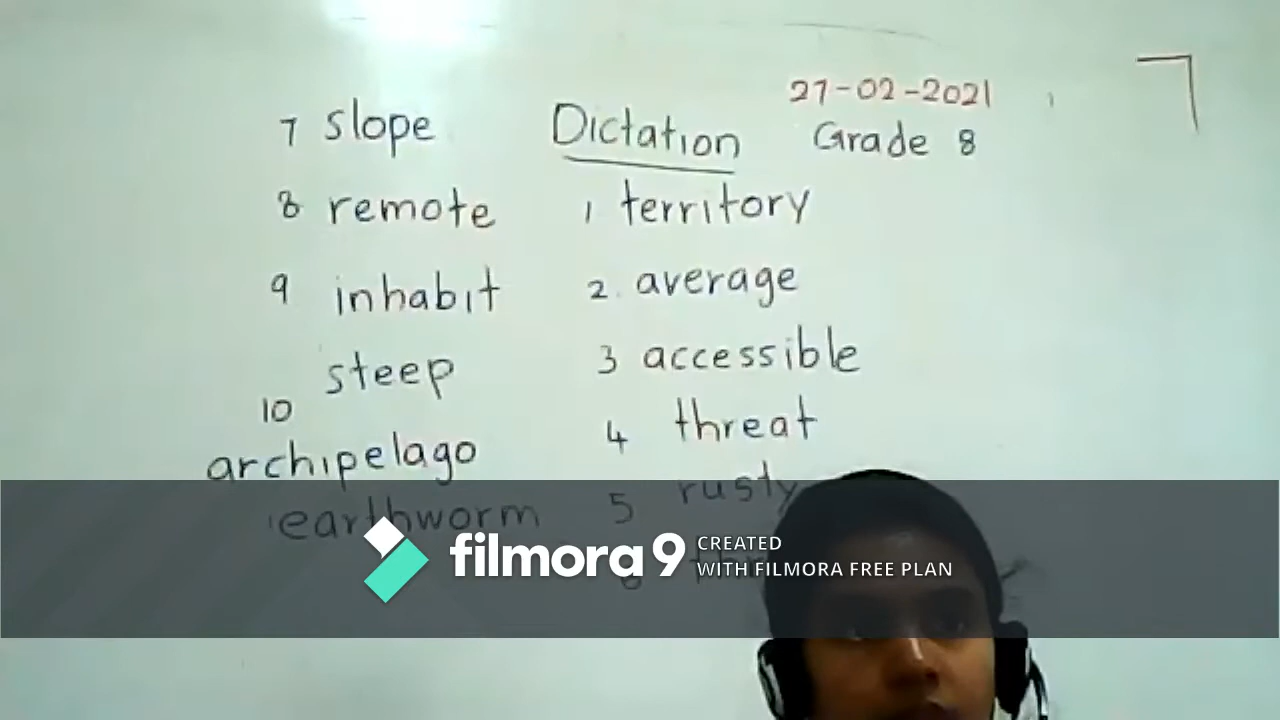 27-02-2021
Dictation Grade 8
1 territory
2. average
3 accessible
4 threat
5 rusty
6
7 slope
8 remote
9 inhabit
steep
10
archipelago
earthworm
filmora 9
CREATED
WITH FILMORA FREE PLAN